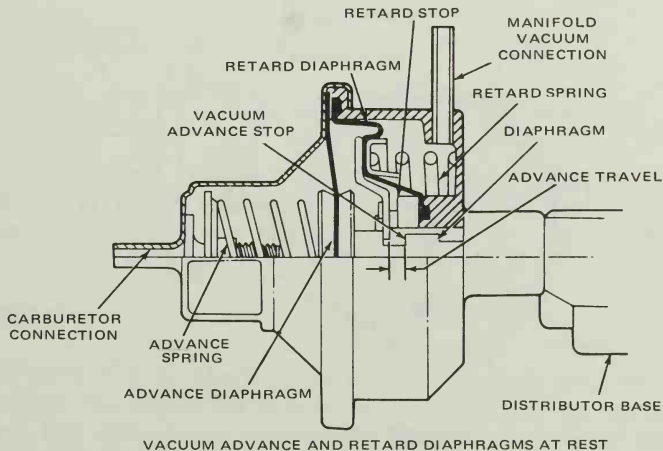 RETARD STOP
MANIFOLD
VACUUM
CONNECTION
RETARD DIAPHRAGM
RETARD SPRING
VACUUM
ADVANCE STOP
DIAPHRAGM
ADVANCE TRAVEL
CARBURETOR
CONNECTION
ADVANCE
SPRING
ADVANCE DIAPHRAGM
DISTRIBUTOR BASE
VACUUM ADVANCE AND RETARD DIAPHRAGMS AT REST